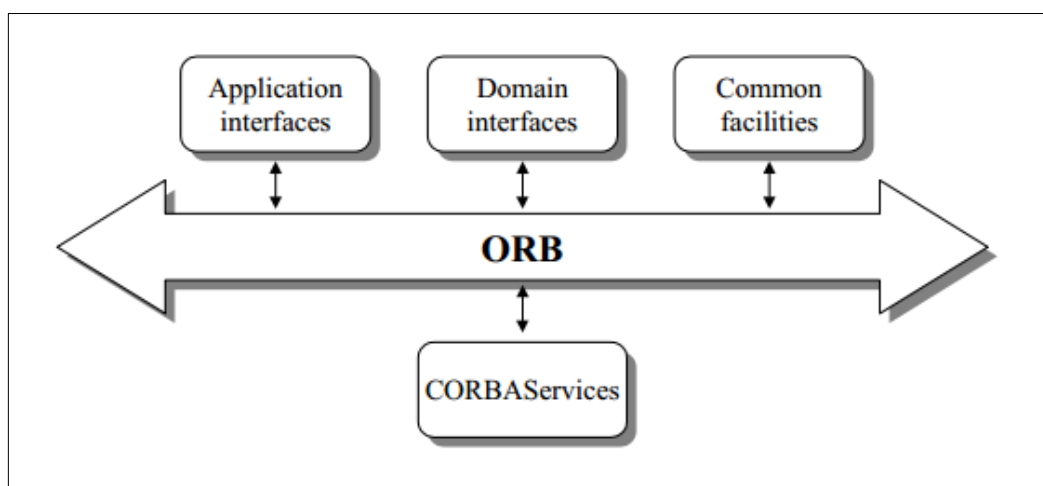 Application
interfaces
Domain
interfaces
Common
facilities
ORB
CORBAServices